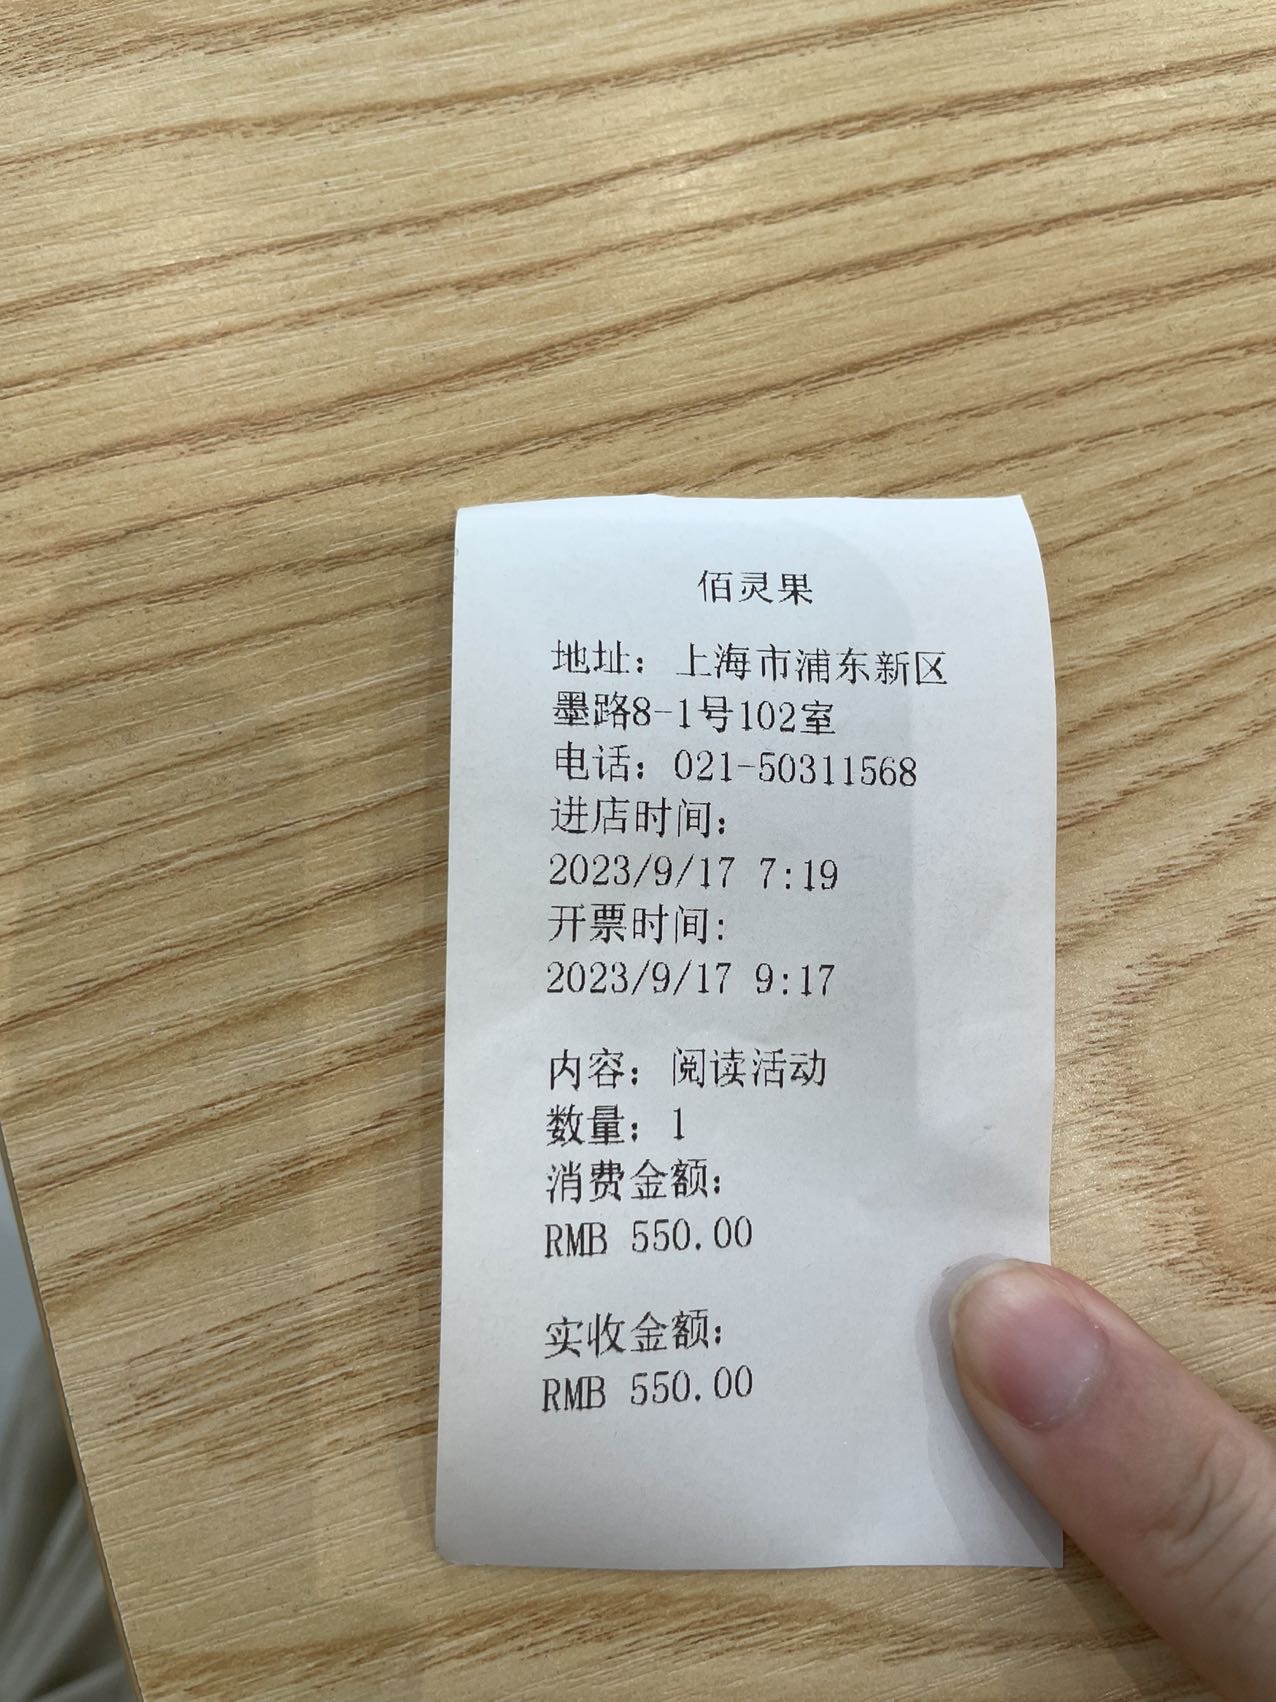 佰灵果
地址：上海市浦东新区
墨路8-1号102室
电话：021-50311568
进店时间：
2023/9/17 7:19
开票时间：
2023/9/17 9:17
内容：阅读活动
数量：1
消费金额：
RMB 550.00
实收金额：
RMB 550.00